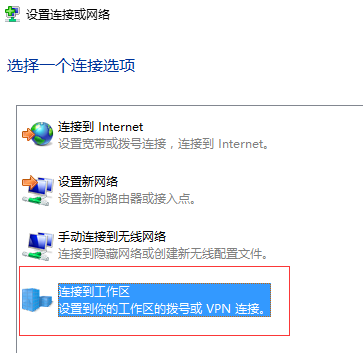 设置连接或网络
选择一个连接选项
连接到 Internet
设置宽带或拨号连接，连接到 Internet。
设置新网络
设置新的路由器或接入点。
手动连接到无线网络
连接到隐藏网络或创建新无线配置文件。
连接到工作区
设置到你的工作区的拨号或 VPN 连接。